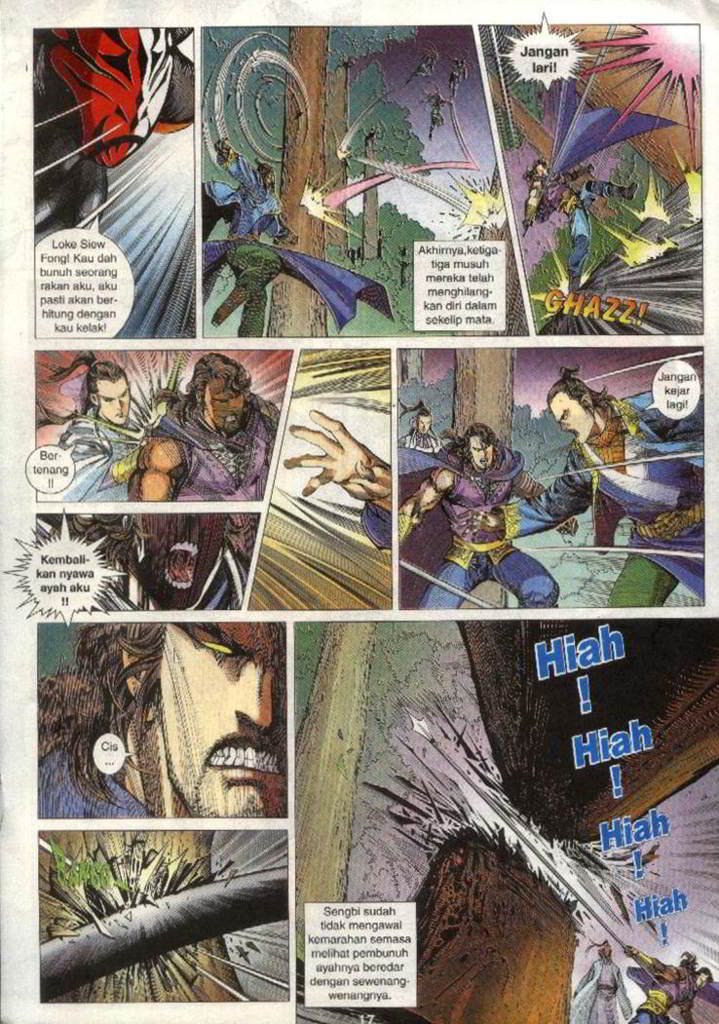 Loke Siew
Fong! Kau dah
bunuh seorang
rakan aku, aku
pasti akan ber-
hitung dengan
kau kelak!
Akhirnya,ketiga-
tiga musuh
mereka telah
menghilang-
kan diri dalam
sekelip mata.
Jangan
lari!
GHAZZ!
Ber-
tenang
!!
Kembali-
kan nyawa
ayah aku
!!
Jangan
kejar
lagi!
Cis
...
Hiah
!
Hiah
!
Hiah
!
Hiah
!
Sengbi sudah
tidak mengawal
kemarahan semasa
melihat pembunuh
ayahnya beredar
dengan sewenang-
wenangnya.
17